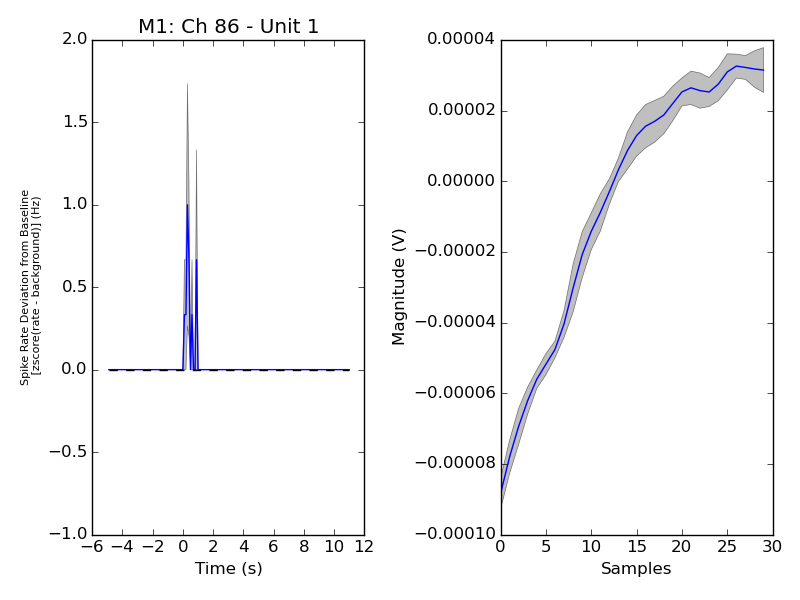 M1: Ch 86 - Unit 1
Spike Rate Deviation from Baseline
[zscore(rate - background)] (Hz)
2.0
1.5
1.0
0.5
0.0
−0.5
−1.0
−6 −4 −2 0 2 4 6 8 10 12
Time (s)
Magnitude (V)
0.00004
0.00002
0.00000
−0.00002
−0.00004
−0.00006
−0.00008
−0.00010
0 5 10 15 20 25 30
Samples